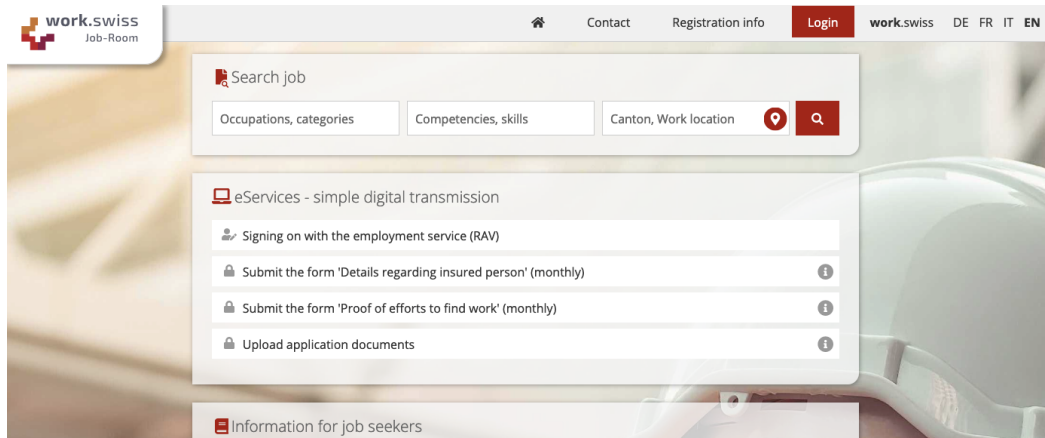 work.swiss
Job-Room
Contact
Registration info
Login
work.swiss
DE FR IT EN
Search job
Occupations, categories
Competencies, skills
Canton, Work location
eServices - simple digital transmission
Signing on with the employment service (RAV)
Submit the form 'Details regarding insured person' (monthly)
Submit the form 'Proof of efforts to find work' (monthly)
Upload application documents
Information for job seekers